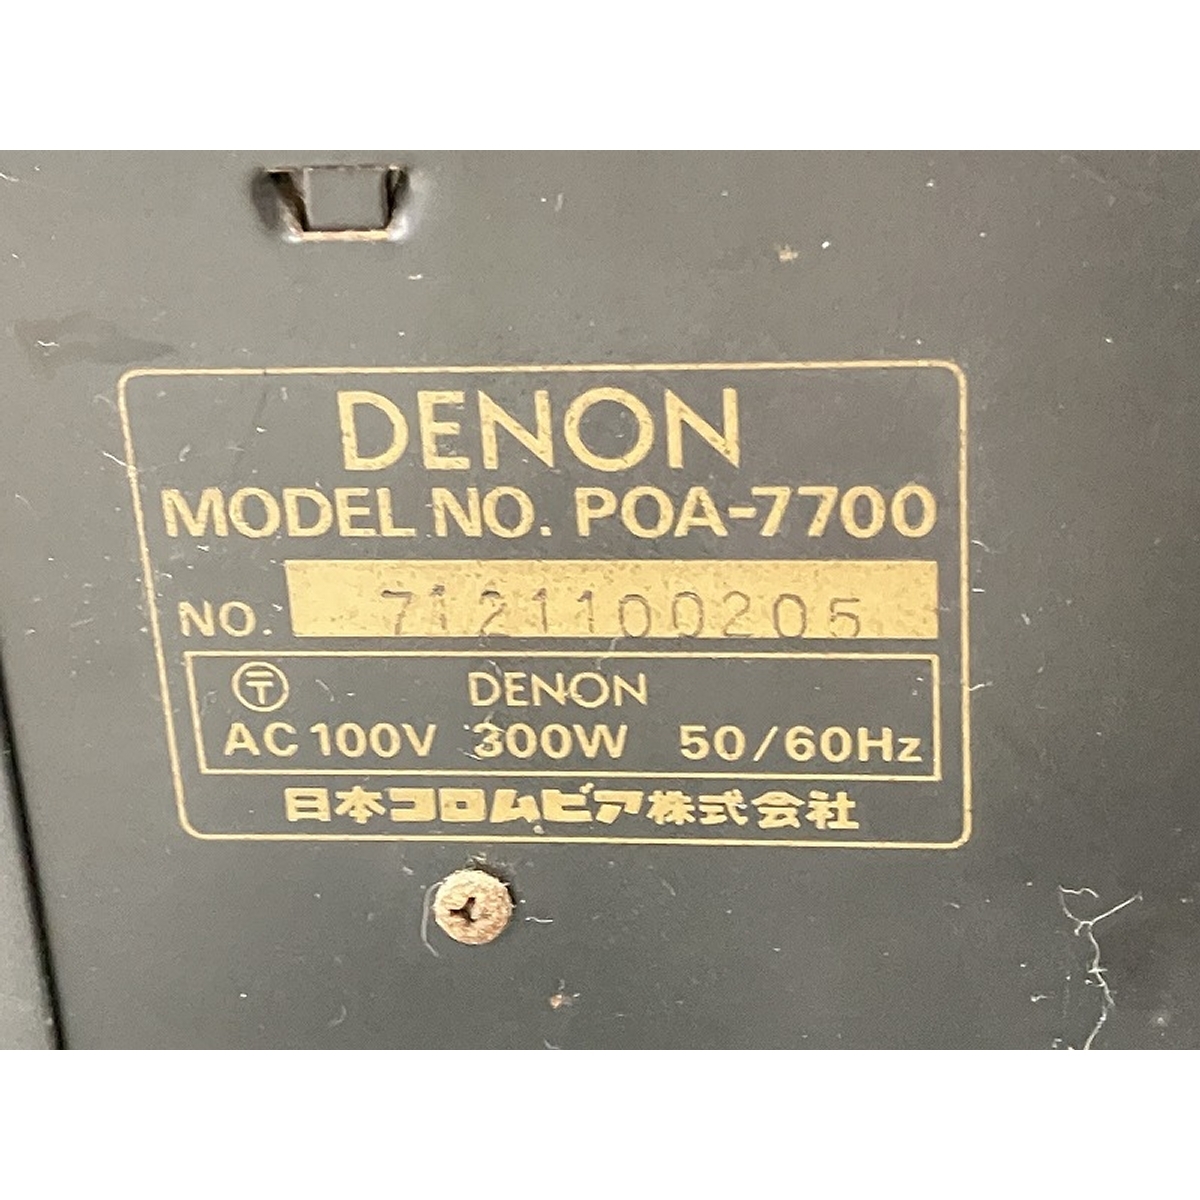 DENON
MODEL NO. POA-7700
NO. 7121100205
〒 DENON
AC 100V 300W 50/60Hz
日本コロムビア株式会社